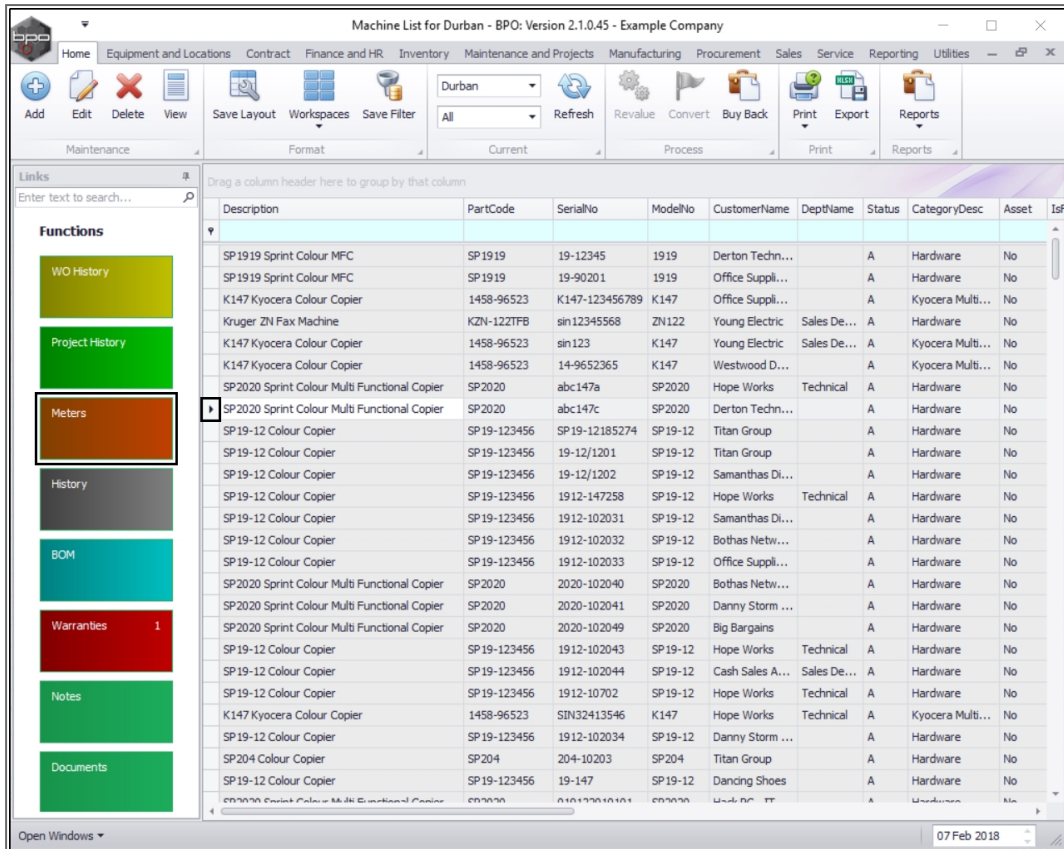 bpo
Machine List for Durban - BPO: Version 2.1.0.45 - Example Company
Home Equipment and Locations Contract Finance and HR Inventory Maintenance and Projects Manufacturing Procurement Sales Service Reporting Utilities
Durban
All
Add Edit Delete View Save Layout Workspaces Save Filter Refresh Revalue Convert Buy Back Print Export Reports
Maintenance Format Current Process Print Reports
Links
Enter text to search...
Functions
WO History
Project History
Meters
History
BOM
Warranties 1
Notes
Documents
Drag a column header here to group by that column
Description PartCode SerialNo ModelNo CustomerName DeptName Status CategoryDesc Asset
SP1919 Sprint Colour MFC SP1919 19-12345 1919 Derton Techn... A Hardware No
SP1919 Sprint Colour MFC SP1919 19-90201 1919 Office Suppli... A Hardware No
K147 Kyocera Colour Copier 1458-96523 K147-123456789 K147 Office Suppli... A Kyocera Multi... No
Kruger ZN Fax Machine KZN-122TFB sin12345568 ZN122 Young Electric Sales De... A Hardware No
K147 Kyocera Colour Copier 1458-96523 sin123 K147 Young Electric Sales De... A Kyocera Multi... No
K147 Kyocera Colour Copier 1458-96523 14-9652365 K147 Westwood D... A Kyocera Multi... No
SP2020 Sprint Colour Multi Functional Copier SP2020 abc147a SP2020 Hope Works Technical A Hardware No
SP2020 Sprint Colour Multi Functional Copier SP2020 abc147c SP2020 Derton Techn... A Hardware No
SP19-12 Colour Copier SP19-123456 SP19-12185274 SP19-12 Titan Group A Hardware No
SP19-12 Colour Copier SP19-123456 19-12/1201 SP19-12 Titan Group A Hardware No
SP19-12 Colour Copier SP19-123456 19-12/1202 SP19-12 Samanthas Di... A Hardware No
SP19-12 Colour Copier SP19-123456 1912-147258 SP19-12 Hope Works Technical A Hardware No
SP19-12 Colour Copier SP19-123456 1912-102031 SP19-12 Samanthas Di... A Hardware No
SP19-12 Colour Copier SP19-123456 1912-102032 SP19-12 Bothas Netw... A Hardware No
SP19-12 Colour Copier SP19-123456 1912-102033 SP19-12 Office Suppli... A Hardware No
SP2020 Sprint Colour Multi Functional Copier SP2020 2020-102040 SP2020 Bothas Netw... A Hardware No
SP2020 Sprint Colour Multi Functional Copier SP2020 2020-102041 SP2020 Danny Storm ... A Hardware No
SP2020 Sprint Colour Multi Functional Copier SP2020 2020-102049 SP2020 Big Bargains A Hardware No
SP19-12 Colour Copier SP19-123456 1912-102043 SP19-12 Hope Works Technical A Hardware No
SP19-12 Colour Copier SP19-123456 1912-102044 SP19-12 Cash Sales A... Sales De... A Hardware No
SP19-12 Colour Copier SP19-123456 1912-10702 SP19-12 Hope Works Technical A Hardware No
K147 Kyocera Colour Copier 1458-96523 SIN32413546 K147 Hope Works Technical A Kyocera Multi... No
SP19-12 Colour Copier SP19-123456 1912-102034 SP19-12 Danny Storm ... A Hardware No
SP204 Colour Copier SP204 204-10203 SP204 Titan Group A Hardware No
SP19-12 Colour Copier SP19-123456 19-147 SP19-12 Dancing Shoes A Hardware No
SP2020 Sprint Colour Multi Functional Copier SP2020 SP2020 A Hardware No
Open Windows 07 Feb 2018